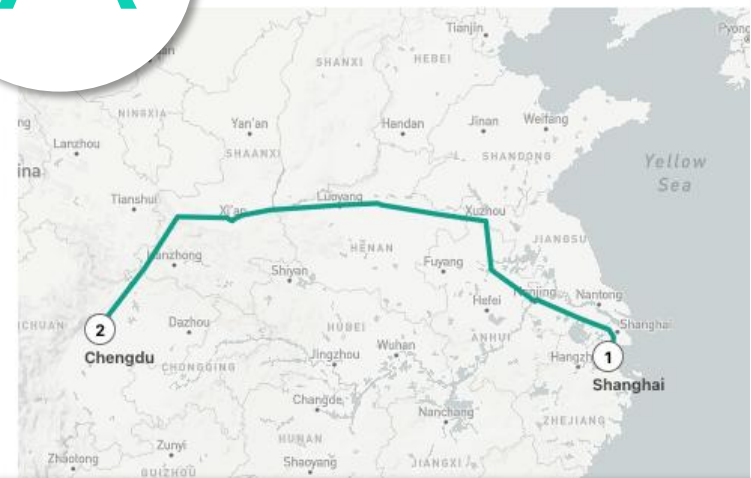 Tianjin
Pyong
SHANXI
HEBEI
NINGXIA
Yan'an
Handan
Jinan
Weifang
Lanzhou
SHAANXI
SHANDONG
Yellow
Sea
ina
Tianshui
Xi'an
Luoyang
Xuzhou
JIANGSU
HENAN
Fuyang
Shiyan
Nanjing
Nantong
Hefei
Shanghai
2
Chengdu
Dazhou
HUBEI
ANHUI
Wuhan
Jingzhou
CHONGQING
1
Shanghai
Changde
Nanchang
ZHEJIANG
HUNAN
Zunyi
Zhaotong
GUIZHOU
Shaoyang
JIANGXI